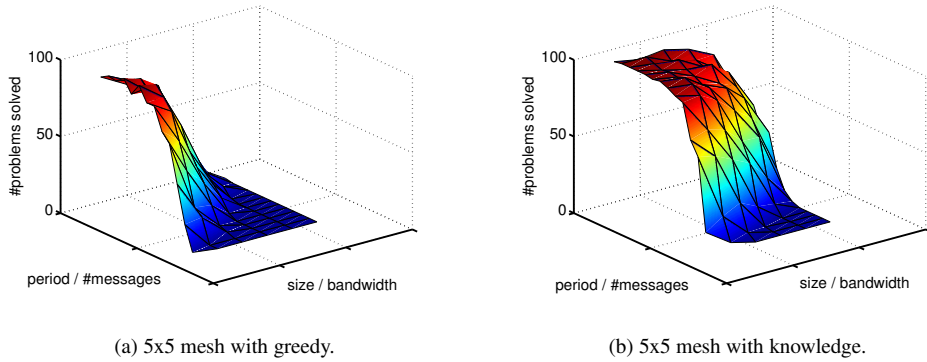 100
50
0
#problems solved
period / #messages
size / bandwidth
(a) 5x5 mesh with greedy.
100
50
0
#problems solved
period / #messages
size / bandwidth
(b) 5x5 mesh with knowledge.